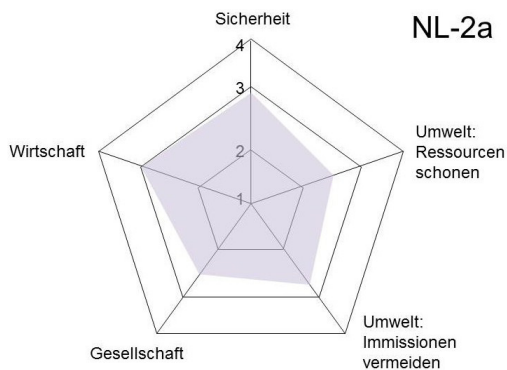 Sicherheit
NL-2a
4
3
2
1
Wirtschaft
Umwelt:
Ressourcen
schonen
Gesellschaft
Umwelt:
Immissionen
vermeiden